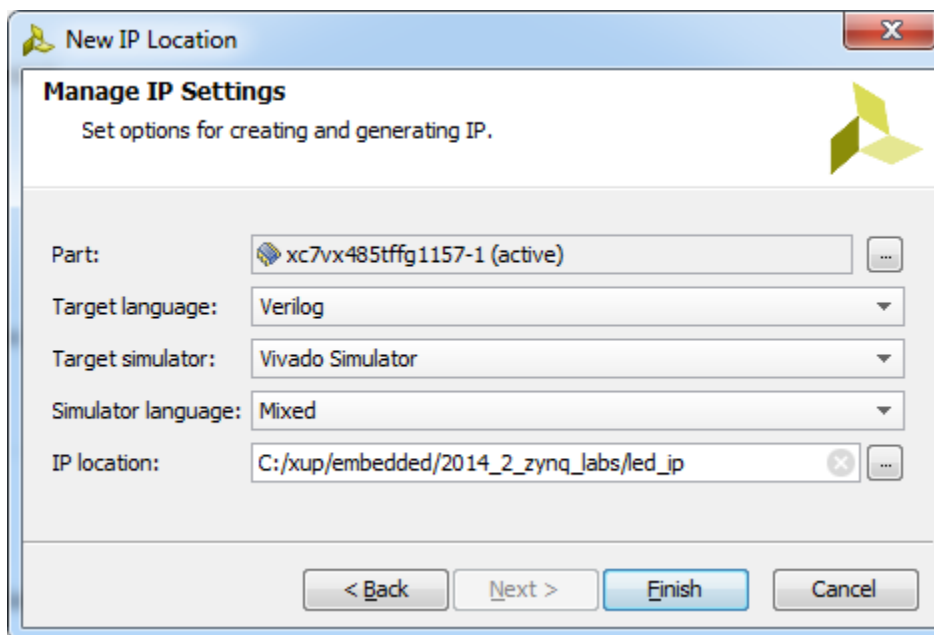 New IP Location
Manage IP Settings
Set options for creating and generating IP.
Part: xc7vx485tffg1157-1 (active) ...
Target language: Verilog
Target simulator: Vivado Simulator
Simulator language: Mixed
IP location: C:/xup/embedded/2014_2_zynq_labs/led_ip ...
< Back Next > Finish Cancel